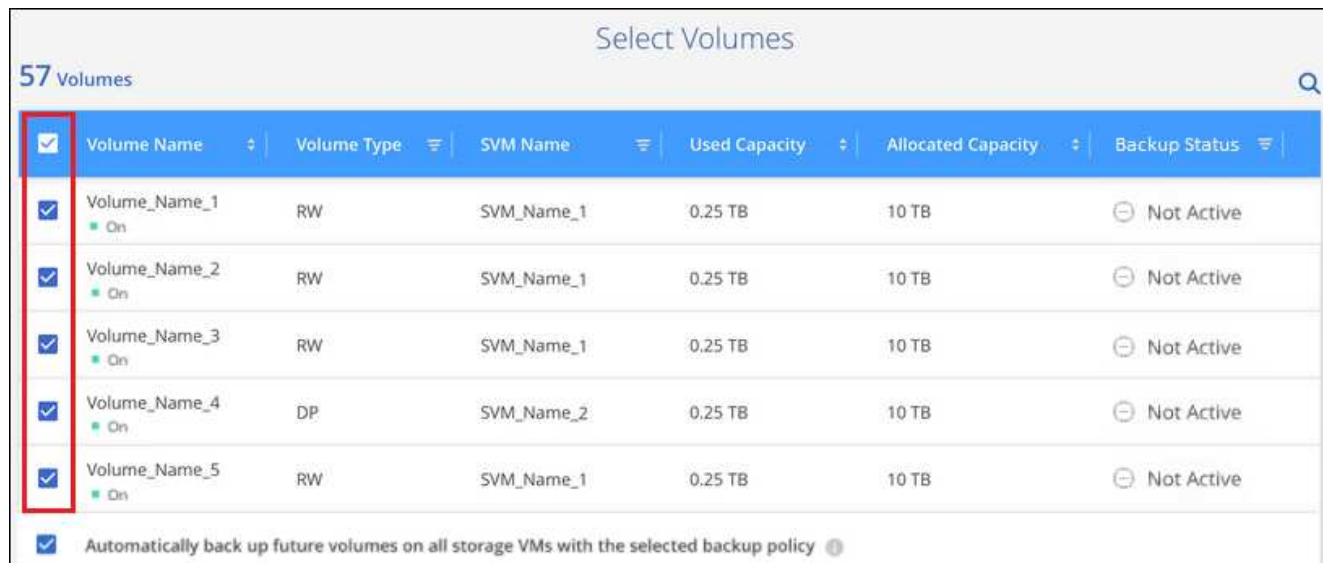 Select Volumes
57 Volumes
Volume Name Volume Type SVM Name Used Capacity Allocated Capacity Backup Status
Volume_Name_1 RW SVM_Name_1 0.25 TB 10 TB Not Active
On
Volume_Name_2 RW SVM_Name_1 0.25 TB 10 TB Not Active
On
Volume_Name_3 RW SVM_Name_1 0.25 TB 10 TB Not Active
On
Volume_Name_4 DP SVM_Name_2 0.25 TB 10 TB Not Active
On
Volume_Name_5 RW SVM_Name_1 0.25 TB 10 TB Not Active
On
Automatically back up future volumes on all storage VMs with the selected backup policy